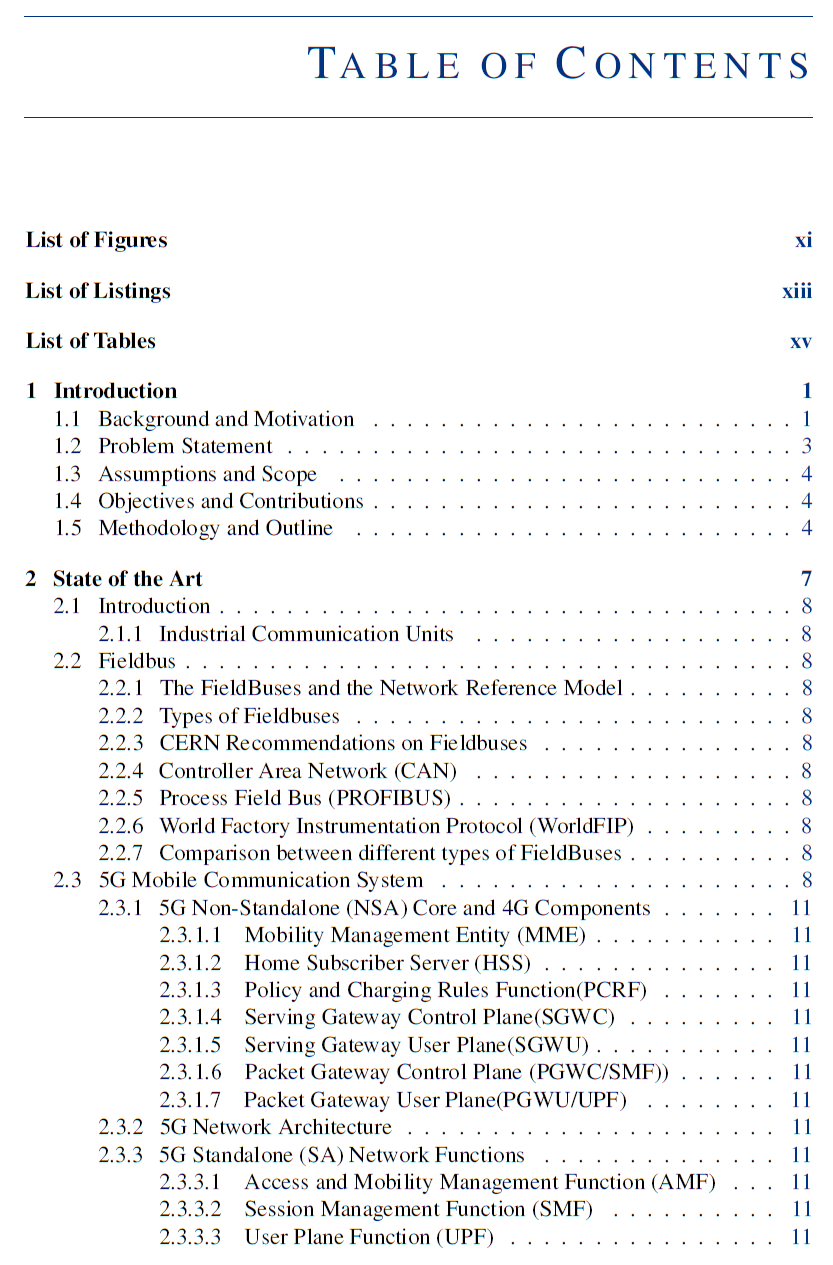 TABLE OF CONTENTS
List of Figures xi
List of Listings xiii
List of Tables xv
1 Introduction 1
1.1 Background and Motivation . . . . . . . . . . . . . . . . . . . . . . . . . 1
1.2 Problem Statement . . . . . . . . . . . . . . . . . . . . . . . . . . . . . . 3
1.3 Assumptions and Scope . . . . . . . . . . . . . . . . . . . . . . . . . . . 4
1.4 Objectives and Contributions . . . . . . . . . . . . . . . . . . . . . . . . . 4
1.5 Methodology and Outline . . . . . . . . . . . . . . . . . . . . . . . . . . 4
2 State of the Art 7
2.1 Introduction . . . . . . . . . . . . . . . . . . . . . . . . . . . . . . . . . . 8
2.1.1 Industrial Communication Units . . . . . . . . . . . . . . . . . . . 8
2.2 Fieldbus . . . . . . . . . . . . . . . . . . . . . . . . . . . . . . . . . . . . 8
2.2.1 The FieldBuses and the Network Reference Model . . . . . . . . . . 8
2.2.2 Types of Fieldbuses . . . . . . . . . . . . . . . . . . . . . . . . . . 8
2.2.3 CERN Recommendations on Fieldbuses . . . . . . . . . . . . . . . 8
2.2.4 Controller Area Network (CAN) . . . . . . . . . . . . . . . . . . . 8
2.2.5 Process Field Bus (PROFIBUS) . . . . . . . . . . . . . . . . . . . . 8
2.2.6 World Factory Instrumentation Protocol (WorldFIP) . . . . . . . . . 8
2.2.7 Comparison between different types of FieldBuses . . . . . . . . . . 8
2.3 5G Mobile Communication System . . . . . . . . . . . . . . . . . . . . . 8
2.3.1 5G Non-Standalone (NSA) Core and 4G Components . . . . . . . 11
2.3.1.1 Mobility Management Entity (MME) . . . . . . . . . . . 11
2.3.1.2 Home Subscriber Server (HSS) . . . . . . . . . . . . . . 11
2.3.1.3 Policy and Charging Rules Function(PCRF) . . . . . . . 11
2.3.1.4 Serving Gateway Control Plane(SGWC) . . . . . . . . . 11
2.3.1.5 Serving Gateway User Plane(SGWU) . . . . . . . . . . . 11
2.3.1.6 Packet Gateway Control Plane (PGWC/SMF)) . . . . . . 11
2.3.1.7 Packet Gateway User Plane(PGWU/UPF) . . . . . . . . 11
2.3.2 5G Network Architecture . . . . . . . . . . . . . . . . . . . . . . 11
2.3.3 5G Standalone (SA) Network Functions . . . . . . . . . . . . . . 11
2.3.3.1 Access and Mobility Management Function (AMF) . . . 11
2.3.3.2 Session Management Function (SMF) . . . . . . . . . . 11
2.3.3.3 User Plane Function (UPF) . . . . . . . . . . . . . . . . 11